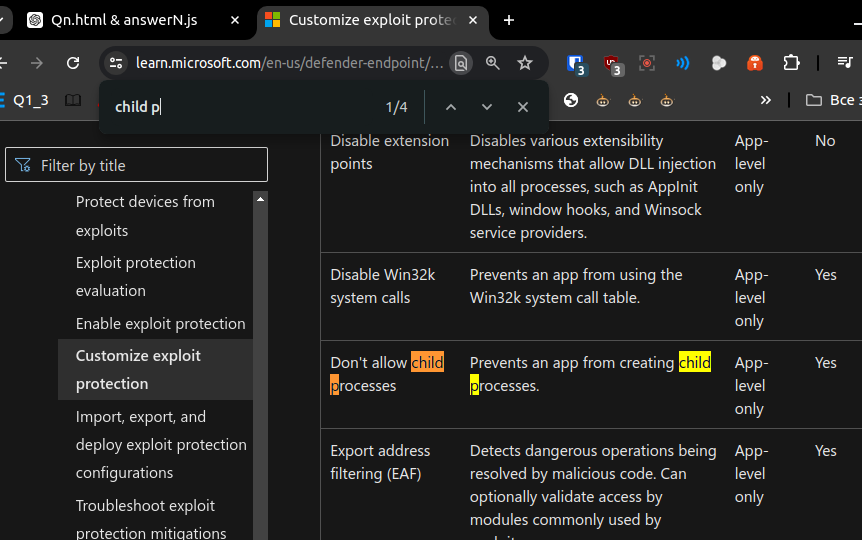 Qn.html & answerN.js
Customize exploit prote
learn.microsoft.com/en-us/defender-endpoint/...
3
3
child p
1/4
Q1_3
Все
Filter by title
Protect devices from
exploits
Exploit protection
evaluation
Enable exploit protection
Customize exploit
protection
Import, export, and
deploy exploit protection
configurations
Troubleshoot exploit
protection mitigations
Disable extension
points
Disables various extensibility
mechanisms that allow DLL injection
into all processes, such as AppInit
DLLs, window hooks, and Winsock
service providers.
App-
level
only
No
Disable Win32k
system calls
Prevents an app from using the
Win32k system call table.
App-
level
only
Yes
Don't allow child
processes
Prevents an app from creating child
processes.
App-
level
only
Yes
Export address
filtering (EAF)
Detects dangerous operations being
resolved by malicious code. Can
optionally validate access by
modules commonly used by
App-
level
only
Yes